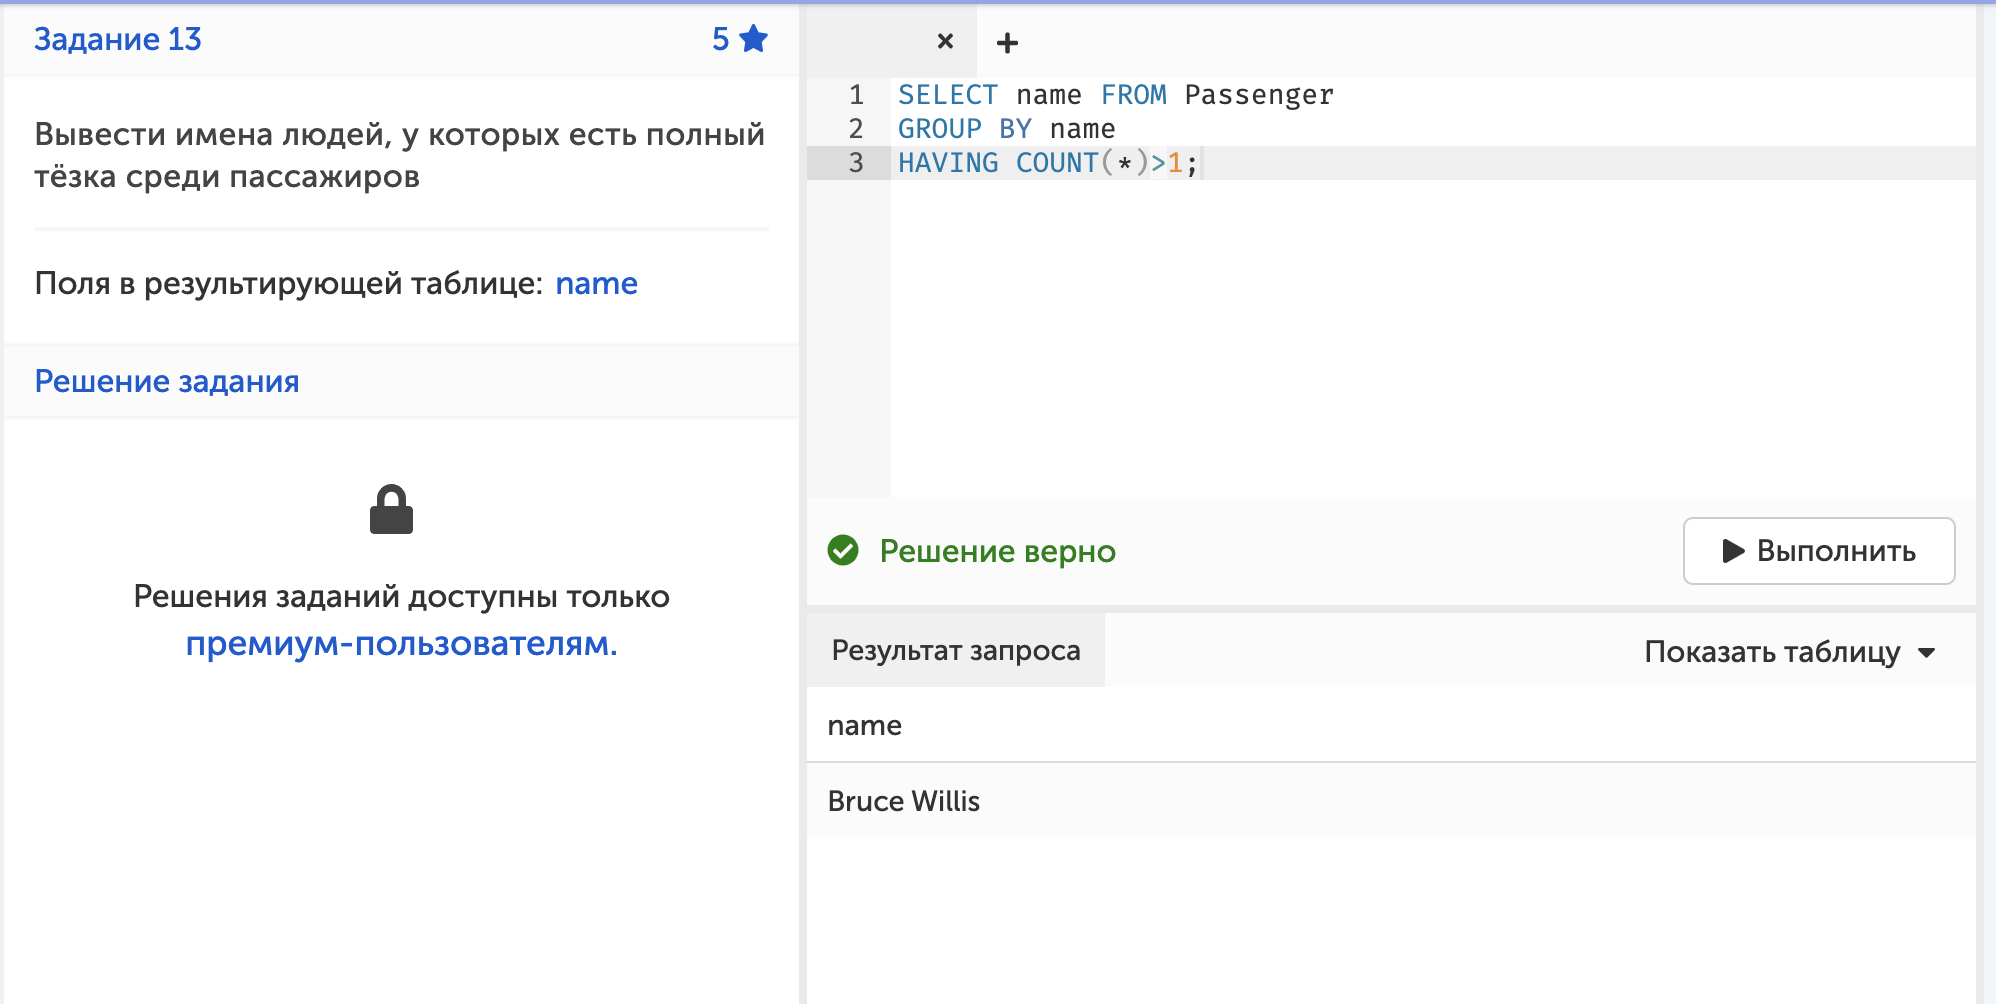 Задание 13
5
Вывести имена людей, у которых есть полный
тёзка среди пассажиров
Поля в результирующей таблице: name
Решение задания
Решения заданий доступны только
премиум-пользователям.
1 SELECT name FROM Passenger
2 GROUP BY name
3 HAVING COUNT(*)>1;
Решение верно
Выполнить
Результат запроса
Показать таблицу
name
Bruce Willis